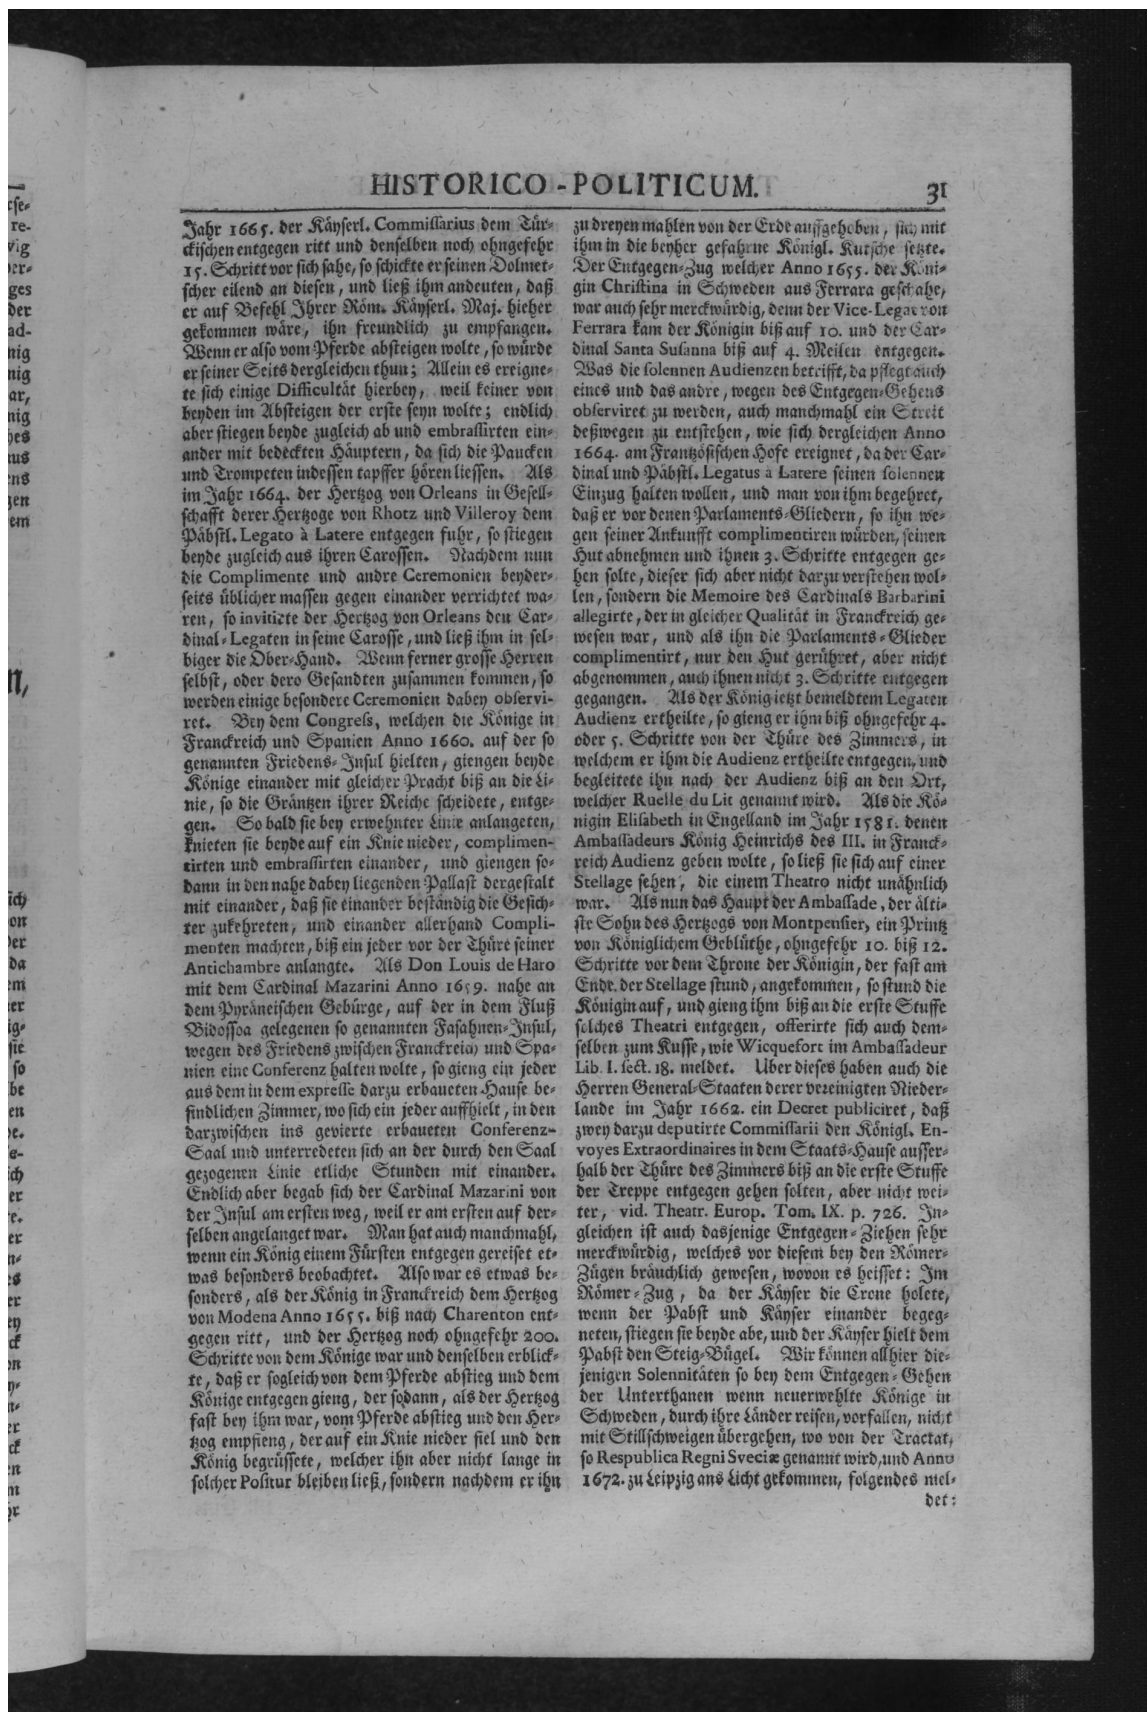 HISTORICO-POLITICUM. 31
Jahr 1665. der Käyserl. Commissarius dem Tür-
ckischen entgegen ritt und denselben noch ohngefehr
15. Schritt vor sich sahe, so schickte er seinen Dolmet-
scher eilend an diesen, und ließ ihm andeuten, daß
er auf Befehl Ihrer Röm. Käyserl. Maj. hieher
gekommen wäre, ihn freundlich zu empfangen.
Wenn er also vom Pferde absteigen wolte, so würde
er seiner Seits dergleichen thun; Allein es ereigne-
te sich einige Difficultät hierbey, weil keiner von
beyden im Absteigen der erste seyn wolte; endlich
aber stiegen beyde zugleich ab und embrassirten ein-
ander mit bedeckten Häuptern, da sich die Paucken
und Trompeten indessen tapffer hören liessen. Als
im Jahr 1664. der Hertzog von Orleans in Gesell-
schafft derer Hertzoge von Rhotz und Villeroy dem
Päbstl. Legato à Latere entgegen fuhr, so stiegen
beyde zugleich aus ihren Carossen. Nachdem nun
die Complimente und andre Ceremonien beyder-
seits üblicher massen gegen einander verrichtet wa-
ren, so invitirte der Hertzog von Orleans den Car-
dinal-Legaten in seine Carosse, und ließ ihm in sel-
biger die Ober-Hand. Wenn ferner grosse Herren
selbst, oder dero Gesandten zusammen kommen, so
werden einige besondere Ceremonien dabey observi-
ret. Bey dem Congress, welchen die Könige in
Franckreich und Spanien Anno 1660. auf der so
genannten Friedens-Insul hielten, giengen beyde
Könige einander mit gleicher Pracht biß an die Li-
nie, so die Gräntzen ihrer Reiche scheidete, entge-
gen. So bald sie bey erwehnter Linie anlangeten,
knieten sie beyde auf ein Knie nieder, complimen-
tirten und embrassirten einander, und giengen so-
dann in den nahe dabey liegenden Pallast dergestalt
mit einander, daß sie einander beständig die Gesich-
ter zukehreten, und einander allerhand Compli-
menten machten, biß ein jeder vor der Thüre seiner
Antichambre anlangte. Als Don Louis de Haro
mit dem Cardinal Mazarini Anno 1659. nahe an
dem Pyräneischen Gebürge, auf der in dem Fluß
Bidossoa gelegenen so genannten Fasahnen-Insul,
wegen des Friedens zwischen Franckreich und Spa-
nien eine Conferenz halten wolte, so gieng ein jeder
aus dem in dem expresse darzu erbaueten Hause be-
findlichen Zimmer, wo sich ein jeder auffhielt, in den
darzwischen ins gevierte erbaueten Conferenz-
Saal und unterredeten sich an der durch den Saal
gezogenen Linie etliche Stunden mit einander.
Endlich aber begab sich der Cardinal Mazarini von
der Insul am ersten weg, weil er am ersten auf der-
selben angelanget war. Man hat auch manchmahl,
wenn ein König einem Fürsten entgegen gereiset et-
was besonders beobachtet. Also war es etwas be-
sonders, als der König in Franckreich dem Hertzog
von Modena Anno 1655. biß nach Charenton ent-
gegen ritt, und der Hertzog noch ohngefehr 200.
Schritte von dem Könige war und denselben erblick-
te, daß er sogleich von dem Pferde abstieg und dem
Könige entgegen gieng, der sodann, als der Hertzog
fast bey ihm war, vom Pferde abstieg und den Her-
tzog empfieng, der auf ein Knie nieder fiel und den
König begrüssete, welcher ihn aber nicht lange in
solcher Positur bleiben ließ, sondern nachdem er ihn
zu dreyen mahlen von der Erde auffgehoben, sich mit
ihm in die beyher gefahrne Königl. Kutsche setzte.
Der Entgegen-Zug welcher Anno 1655. der Köni-
gin Christina in Schweden aus Ferrara geschahe,
war auch sehr merckwürdig, denn der Vice-Legat von
Ferrara kam der Königin biß auf 10. und der Car-
dinal Santa Susanna biß auf 4. Meilen entgegen.
Was die solennen Audienzen betrifft, da pflegt auch
eines und das andre, wegen des Entgegen-Gehens
observiret zu werden, auch manchmahl ein Streit
deßwegen zu entstehen, wie sich dergleichen Anno
1664. am Frantzösischen Hofe ereignet, da der Car-
dinal und Päbstl. Legatus à Latere seinen solennen
Einzug halten wollen, und man von ihm begehret,
daß er vor denen Parlaments-Gliedern, so ihn we-
gen seiner Ankunfft complimentiren würden, seinen
Hut abnehmen und ihnen 3. Schritte entgegen ge-
hen solte, dieser sich aber nicht darzu verstehen wol-
len, sondern die Memoire des Cardinals Barbarini
allegirte, der in gleicher Qualität in Franckreich ge-
wesen war, und als ihn die Parlaments-Glieder
complimentirt, nur den Hut gerühret, aber nicht
abgenommen, auch ihnen nicht 3. Schritte entgegen
gegangen. Als der König ietzt bemeldtem Legaten
Audienz ertheilte, so gieng er ihm biß ohngefehr 4.
oder 5. Schritte von der Thüre des Zimmers, in
welchem er ihm die Audienz ertheilte entgegen, und
begleitete ihn nach der Audienz biß an den Ort,
welcher Ruelle du Lit genannt wird. Als die Kö-
nigin Elisabeth in Engelland im Jahr 1581. denen
Ambassadeurs König Heinrichs des III. in Franck-
reich Audienz geben wolte, so ließ sie sich auf einer
Stellage sehen, die einem Theatro nicht unähnlich
war. Als nun das Haupt der Ambassade, der älti-
ste Sohn des Hertzogs von Montpensier, ein Printz
von Königlichem Geblüthe, ohngefehr 10. biß 12.
Schritte vor dem Throne der Königin, der fast am
Ende der Stellage stund, angekommen, so stund die
Königin auf, und gieng ihm biß an die erste Stuffe
solches Theatri entgegen, offerirte sich auch dem-
selben zum Kusse, wie Wicquefort im Ambassadeur
Lib. I. sect. 18. meldet. Uber dieses haben auch die
Herren General-Staaten derer vereinigten Nieder-
lande im Jahr 1662. ein Decret publiciret, daß
zwey darzu deputirte Commissarii den Königl. En-
voyes Extraordinaires in dem Staats-Hause ausser-
halb der Thüre des Zimmers biß an die erste Stuffe
der Treppe entgegen gehen solten, aber nicht wei-
ter, vid. Theatr. Europ. Tom. IX. p. 726. In-
gleichen ist auch dasjenige Entgegen-Ziehen sehr
merckwürdig, welches vor diesem bey den Römer-
Zügen bräuchlich gewesen, wovon es heisset: Im
Römer-Zug, da der Käyser die Crone holete,
wenn der Pabst und Käyser einander begeg-
neten, stiegen sie beyde abe, und der Käyser hielt dem
Pabst den Steig-Bügel. Wir können allhier die-
jenigen Solennitäten so bey dem Entgegen-Gehen
der Unterthanen wenn neuerwehlte Könige in
Schweden, durch ihre Länder reisen, vorfallen, nicht
mit Stillschweigen übergehen, wo von der Tractat,
so Respublica Regni Sveciæ genannt wird, und Anno
1672. zu Leipzig ans Licht gekommen, folgendes mel-
det: